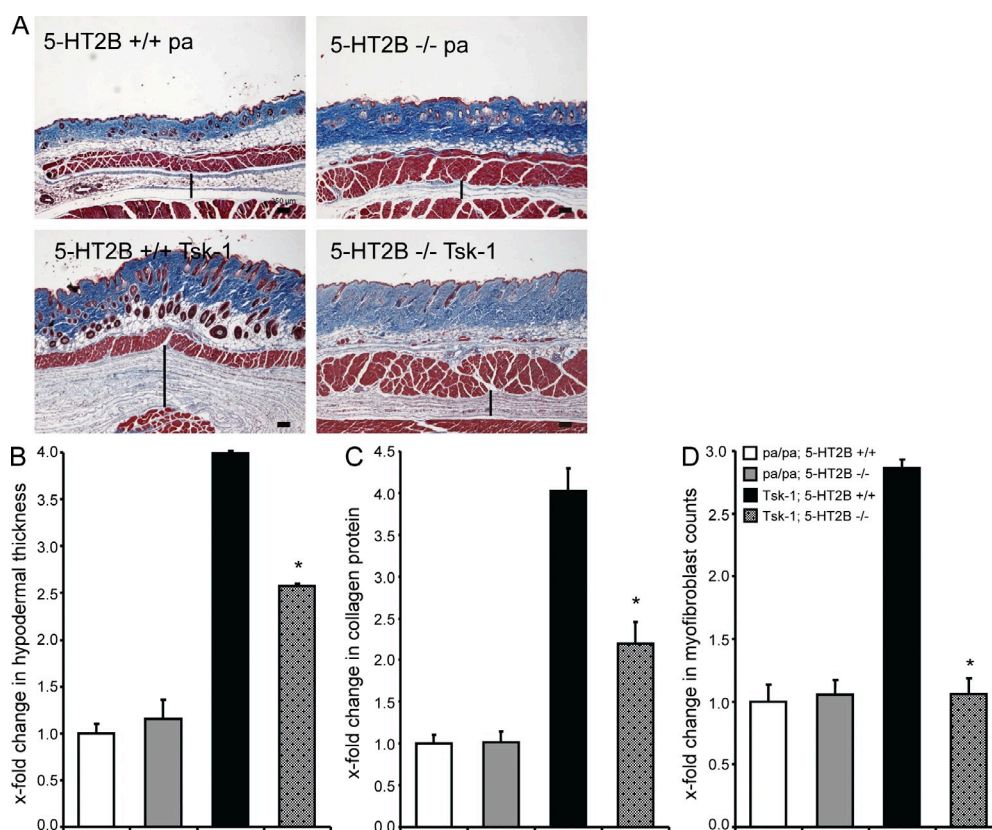 A
5-HT2B +/+ pa
250 µm
5-HT2B -/- pa
5-HT2B +/+ Tsk-1
5-HT2B -/- Tsk-1
B
x-fold change in hypodermal thickness
4.0
3.5
3.0
2.5
2.0
1.5
1.0
0.5
0.0
*
C
x-fold change in collagen protein
4.5
4.0
3.5
3.0
2.5
2.0
1.5
1.0
0.5
0.0
*
D
x-fold change in myofibroblast counts
3.0
2.5
2.0
1.5
1.0
0.5
0.0
pa/pa; 5-HT2B +/+
pa/pa; 5-HT2B -/-
Tsk-1; 5-HT2B +/+
Tsk-1; 5-HT2B -/-
*